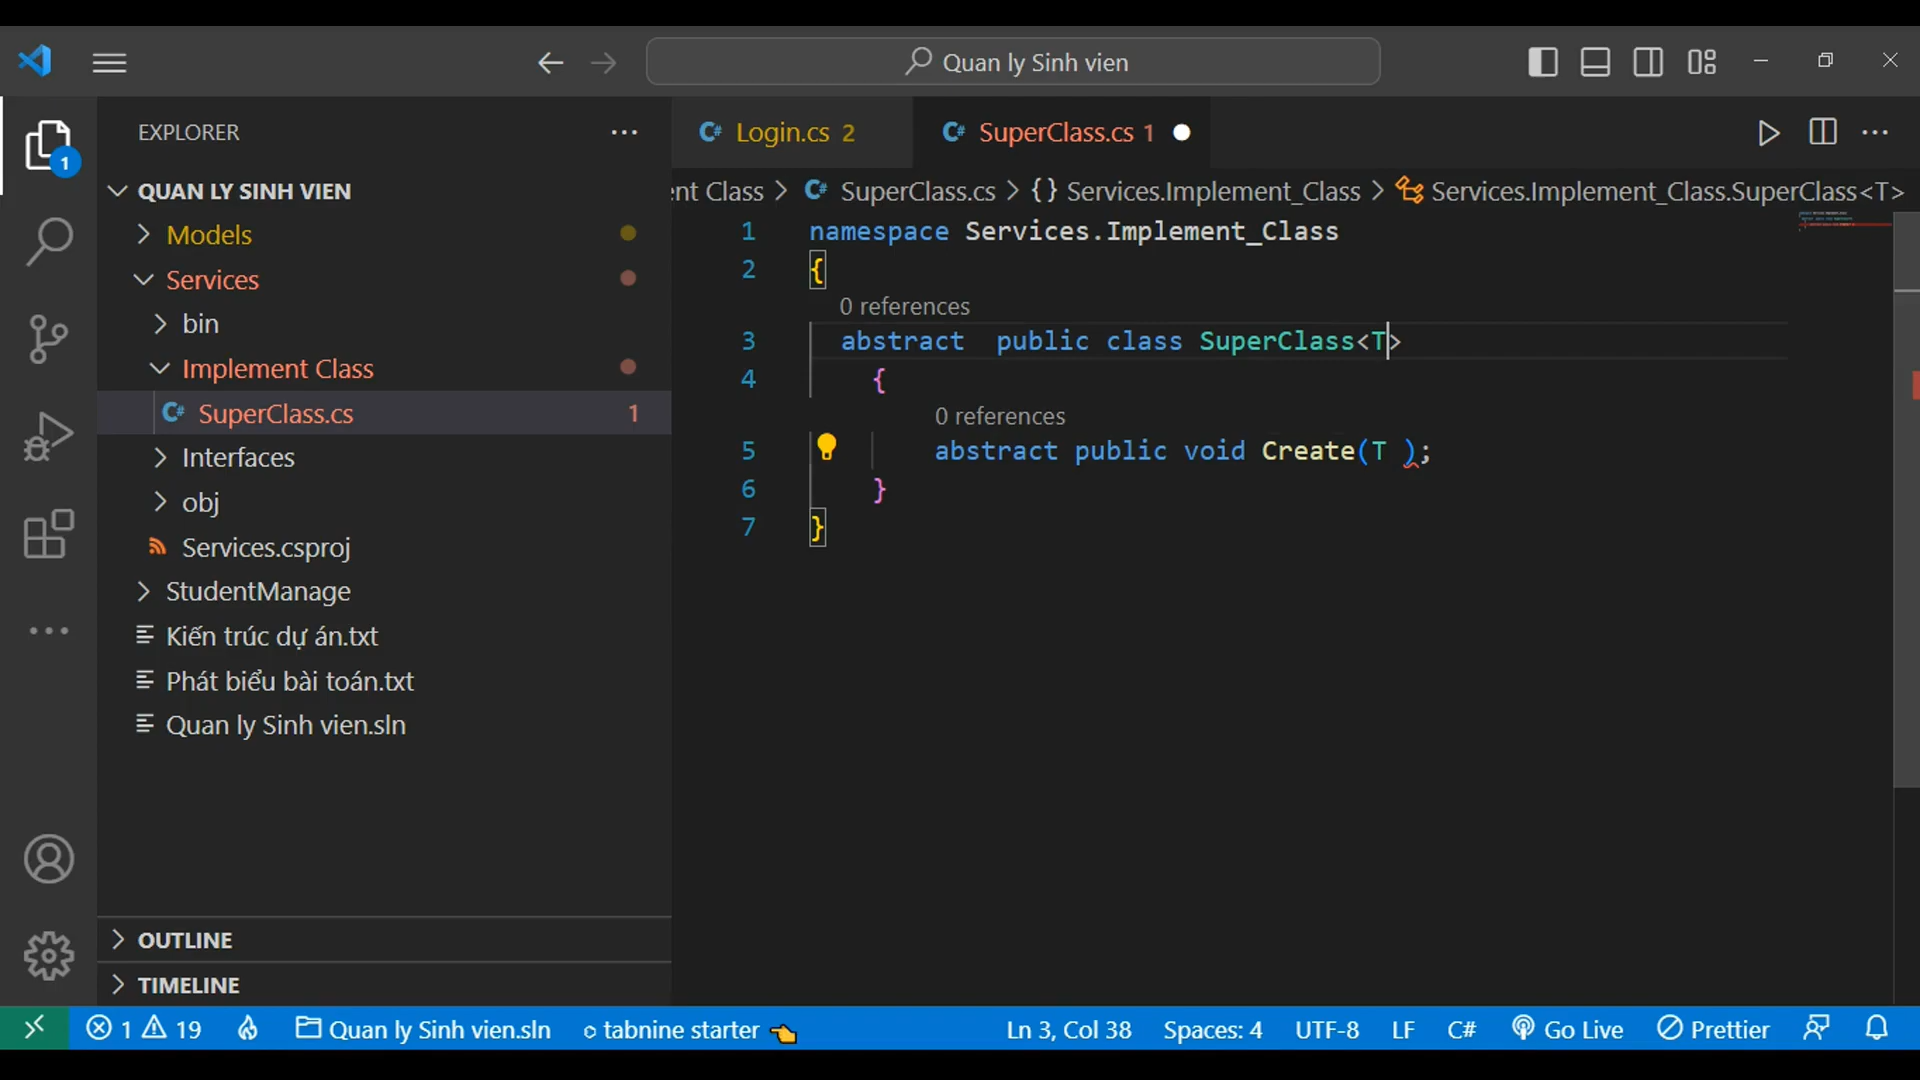 Quan ly Sinh vien
EXPLORER
Login.cs 2
SuperClass.cs 1
1
QUAN LY SINH VIEN
Models
Services
bin
Implement Class
SuperClass.cs 1
Interfaces
obj
Services.csproj
StudentManage
Kiến trúc dự án.txt
Phát biểu bài toán.txt
Quan ly Sinh vien.sln
OUTLINE
TIMELINE
nt Class > SuperClass.cs > {} Services.Implement_Class > Services.Implement_Class.SuperClass<T>
1 namespace Services.Implement_Class
2 {
0 references
3 abstract  public class SuperClass<T>
4 {
0 references
5 abstract public void Create(T );
6 }
7 }
1 19 Quan ly Sinh vien.sln tabnine starter Ln 3, Col 38 Spaces: 4 UTF-8 LF C# Go Live Prettier